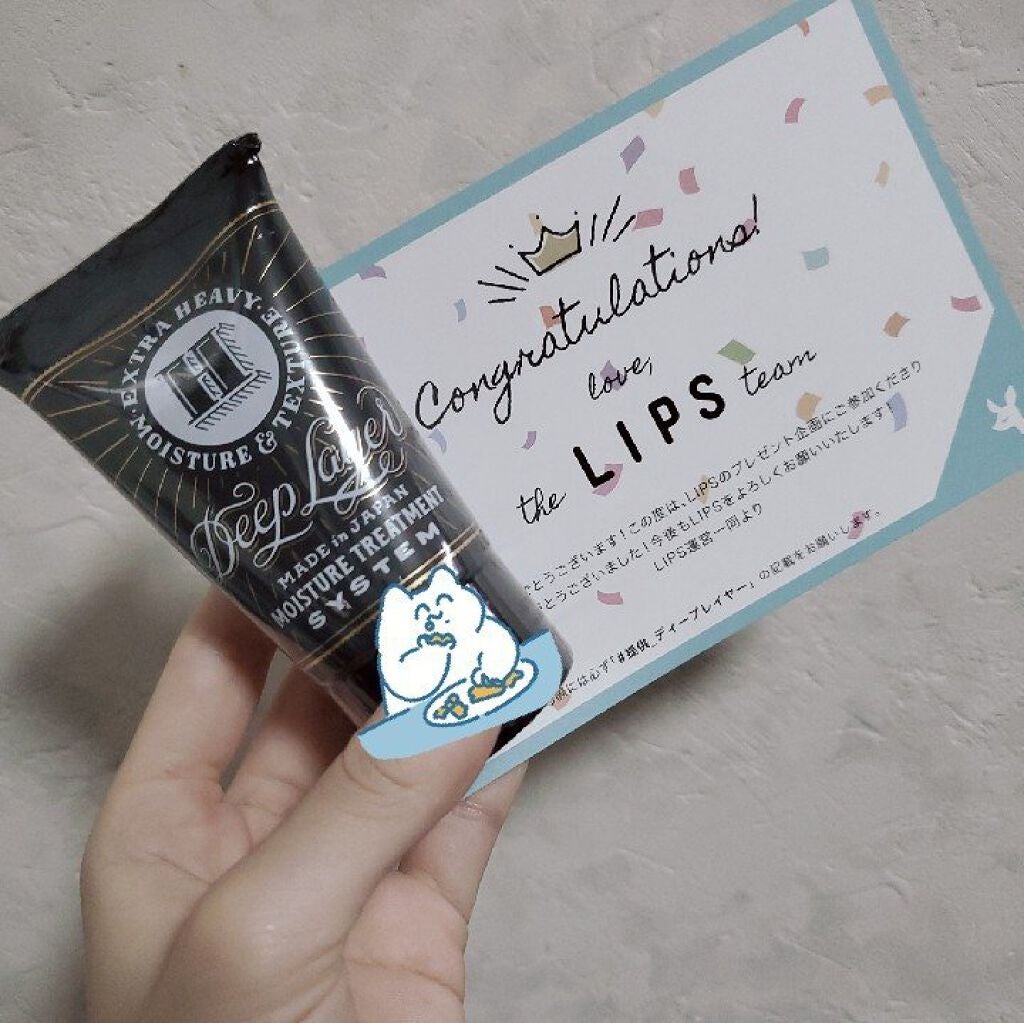 EXTRA HEAVY
MOISTURE & TEXTURE
H
Deep Layer
MADE in JAPAN
MOISTURE TREATMENT
SYSTEM
Congratulations!
love,
the LIPS team
とうございます！この度は、LIPSのプレゼント企画にご参加くださり
とうございました！今後もLIPSをよろしくお願いいたします！
LIPS運営一同より
には必ず「#提供_ディープレイヤー」の記載をお願いします。